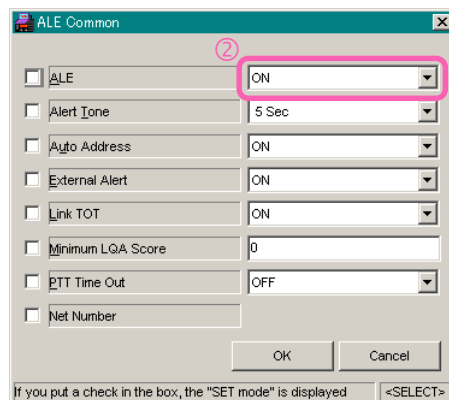 ALE Common
②
ALE ON
Alert Tone 5 Sec
Auto Address ON
External Alert ON
Link TOT ON
Minimum LQA Score 0
PTT Time Out OFF
Net Number
OK Cancel
If you put a check in the box, the "SET mode" is displayed <SELECT>